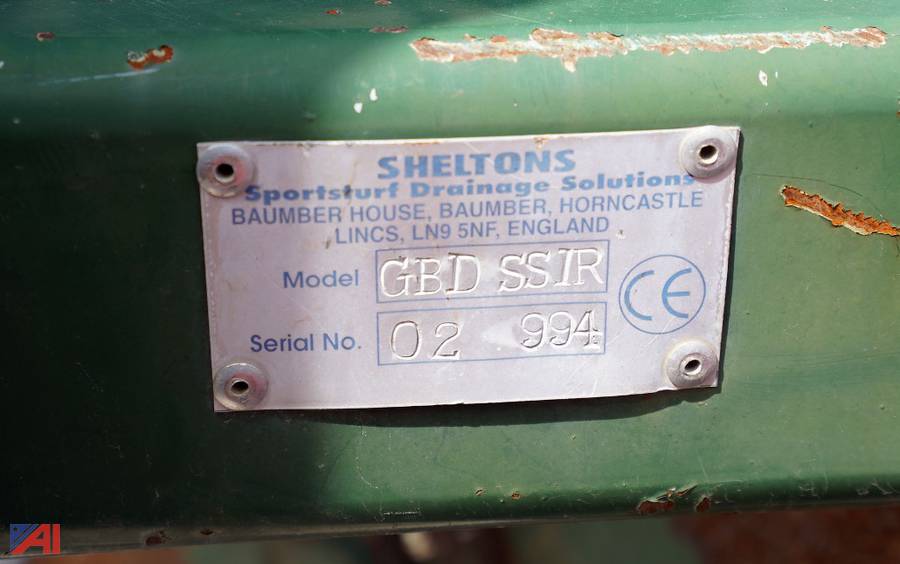 SHELTONS
Sportsturf Drainage Solutions
BAUMBER HOUSE, BAUMBER, HORNCASTLE
LINCS, LN9 5NF, ENGLAND
Model GBD SSIR
CE
Serial No. 02 994
AI